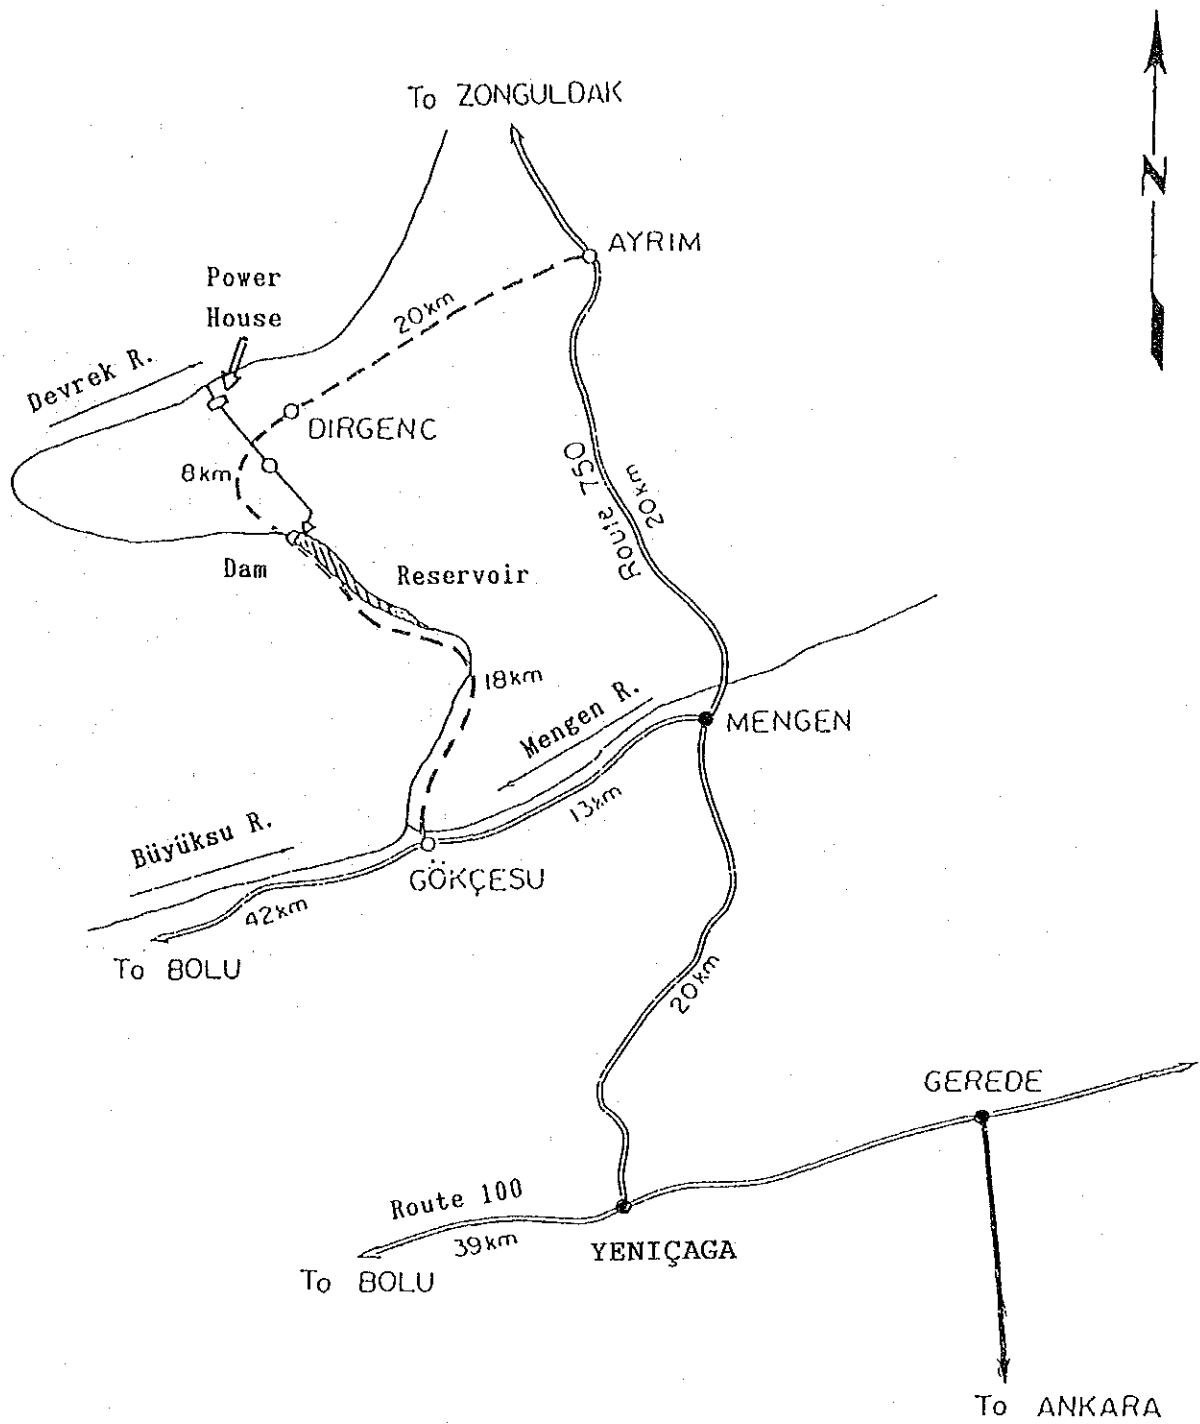 To ZONGULDAK
N
AYRIM
Power
House
20km
Devrek R.
DIRGENC
8km
Route 750
20km
Dam
Reservoir
18km
Mengen R.
MENGEN
13km
Büyüksu R.
GÖKÇESU
42km
To BOLU
20km
GEREDE
Route 100
39km
YENIÇAGA
To BOLU
To ANKARA